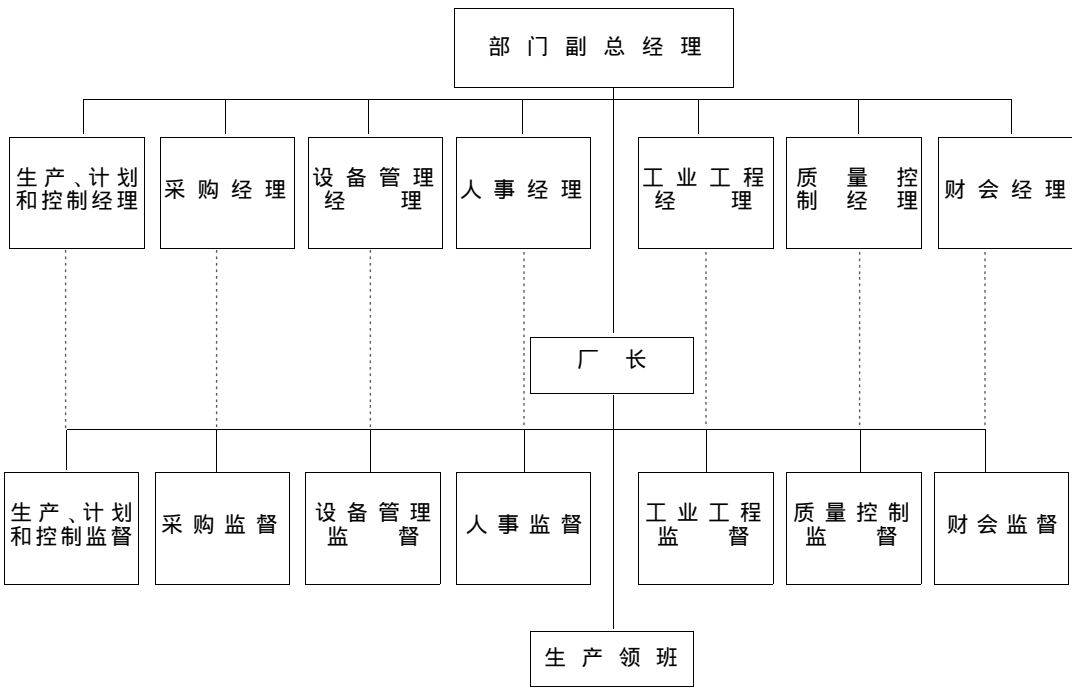 部门副总经理
生产、计划
和控制经理
采购经理
设备管理
经理
人事经理
工业工程
经理
质量控
制经理
财会经理
厂长
生产、计划
和控制监督
采购监督
设备管理
监督
人事监督
工业工程
监督
质量控制
监督
财会监督
生产领班